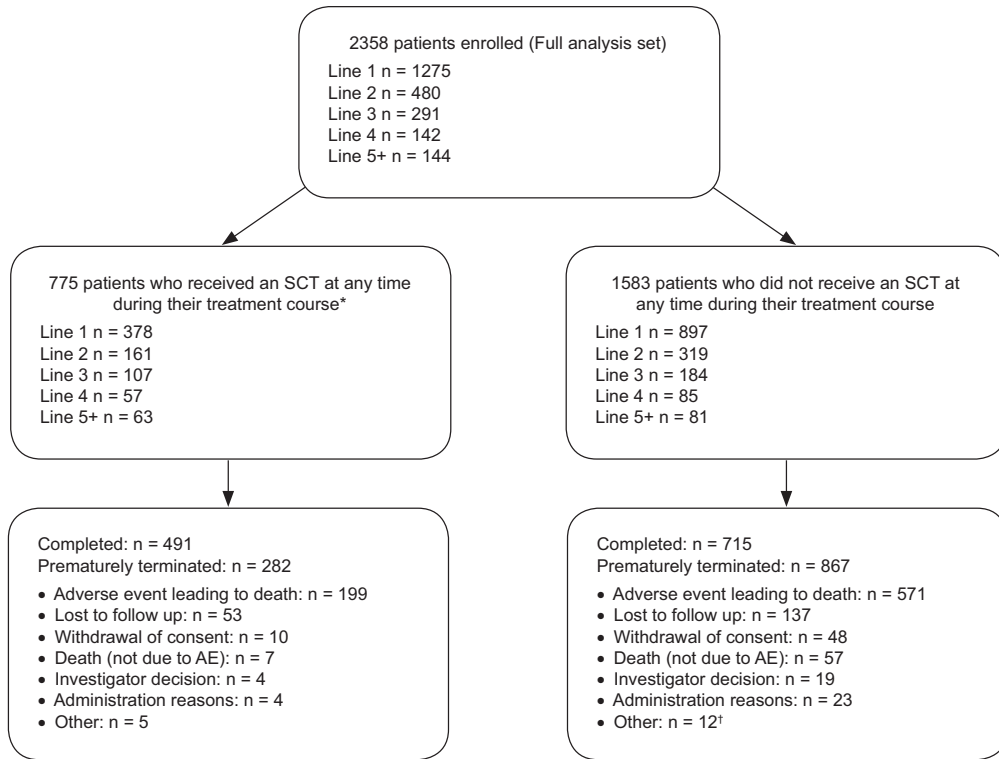 2358 patients enrolled (Full analysis set)
Line 1 n = 1275
Line 2 n = 480
Line 3 n = 291
Line 4 n = 142
Line 5+ n = 144
775 patients who received an SCT at any time
during their treatment course*
Line 1 n = 378
Line 2 n = 161
Line 3 n = 107
Line 4 n = 57
Line 5+ n = 63
1583 patients who did not receive an SCT at
any time during their treatment course
Line 1 n = 897
Line 2 n = 319
Line 3 n = 184
Line 4 n = 85
Line 5+ n = 81
Completed: n = 491
Prematurely terminated: n = 282
• Adverse event leading to death: n = 199
• Lost to follow up: n = 53
• Withdrawal of consent: n = 10
• Death (not due to AE): n = 7
• Investigator decision: n = 4
• Administration reasons: n = 4
• Other: n = 5
Completed: n = 715
Prematurely terminated: n = 867
• Adverse event leading to death: n = 571
• Lost to follow up: n = 137
• Withdrawal of consent: n = 48
• Death (not due to AE): n = 57
• Investigator decision: n = 19
• Administration reasons: n = 23
• Other: n = 12†